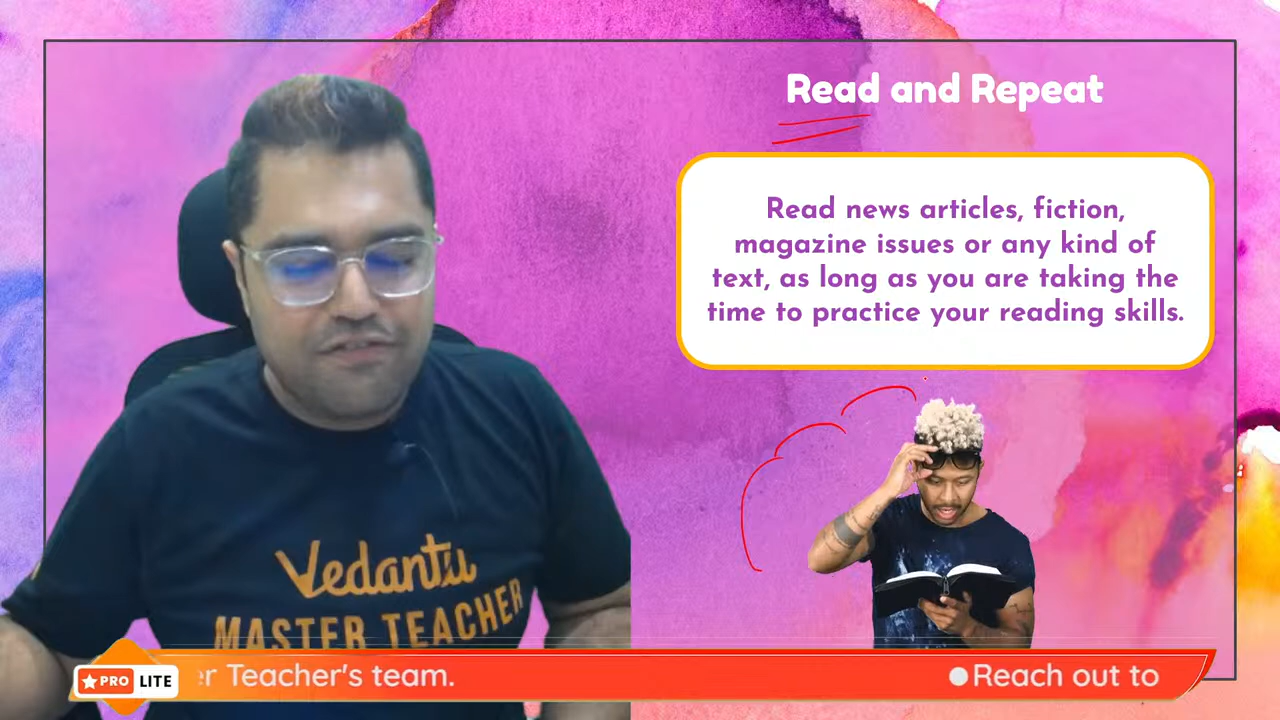 Read and Repeat
Read news articles, fiction,
magazine issues or any kind of
text, as long as you are taking the
time to practice your reading skills.
Vedantu
MASTER TEACHER
PRO LITE
er Teacher's team.
Reach out to